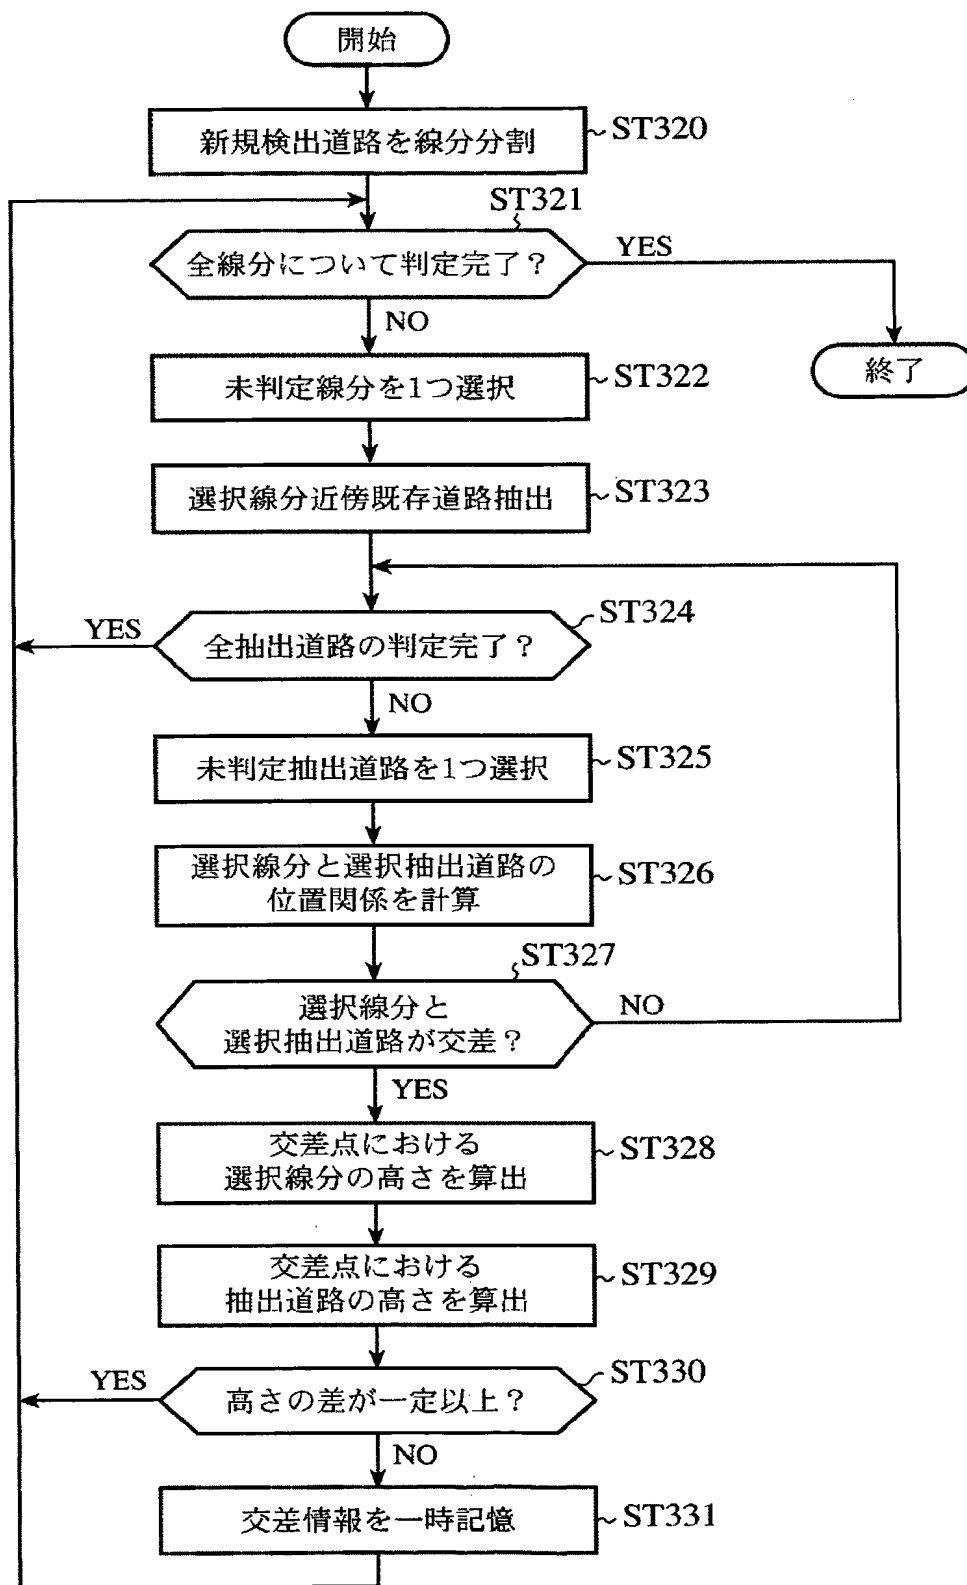 開始
新規検出道路を線分分割
ST320
ST321
全線分について判定完了？
YES
NO
終了
未判定線分を1つ選択
ST322
選択線分近傍既存道路抽出
ST323
ST324
YES
全抽出道路の判定完了？
NO
未判定抽出道路を1つ選択
ST325
選択線分と選択抽出道路の
位置関係を計算
ST326
ST327
選択線分と
選択抽出道路が交差？
NO
YES
交差点における
選択線分の高さを算出
ST328
交差点における
抽出道路の高さを算出
ST329
YES
高さの差が一定以上？
ST330
NO
交差情報を一時記憶
ST331